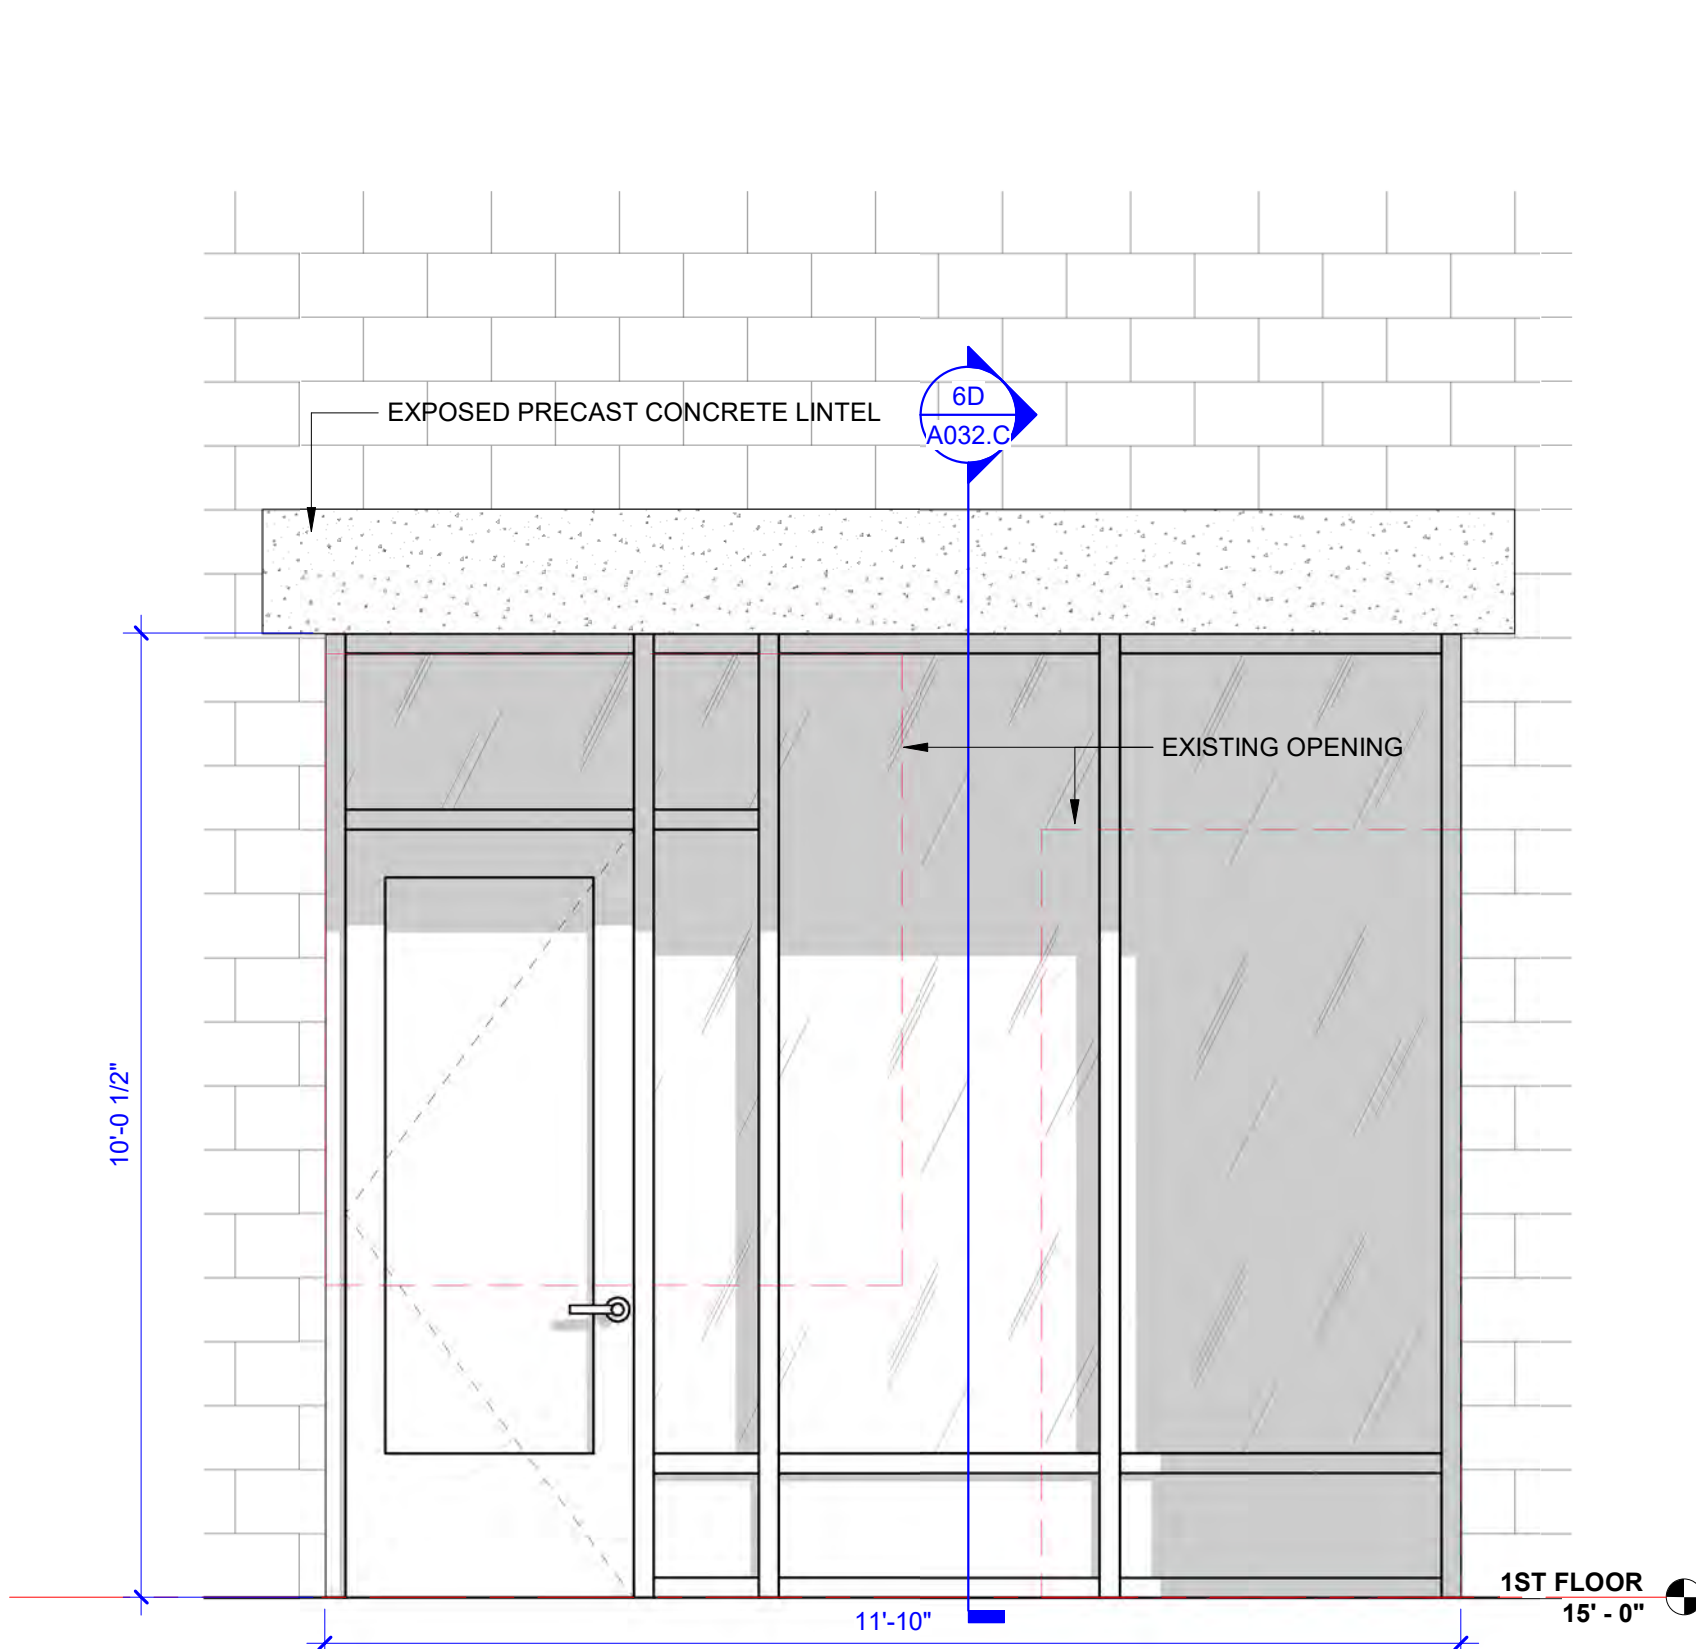 EXPOSED PRECAST CONCRETE LINTEL
6D
A032.C
EXISTING OPENING
10'-0 1/2"
1ST FLOOR
15' - 0"
11'-10"